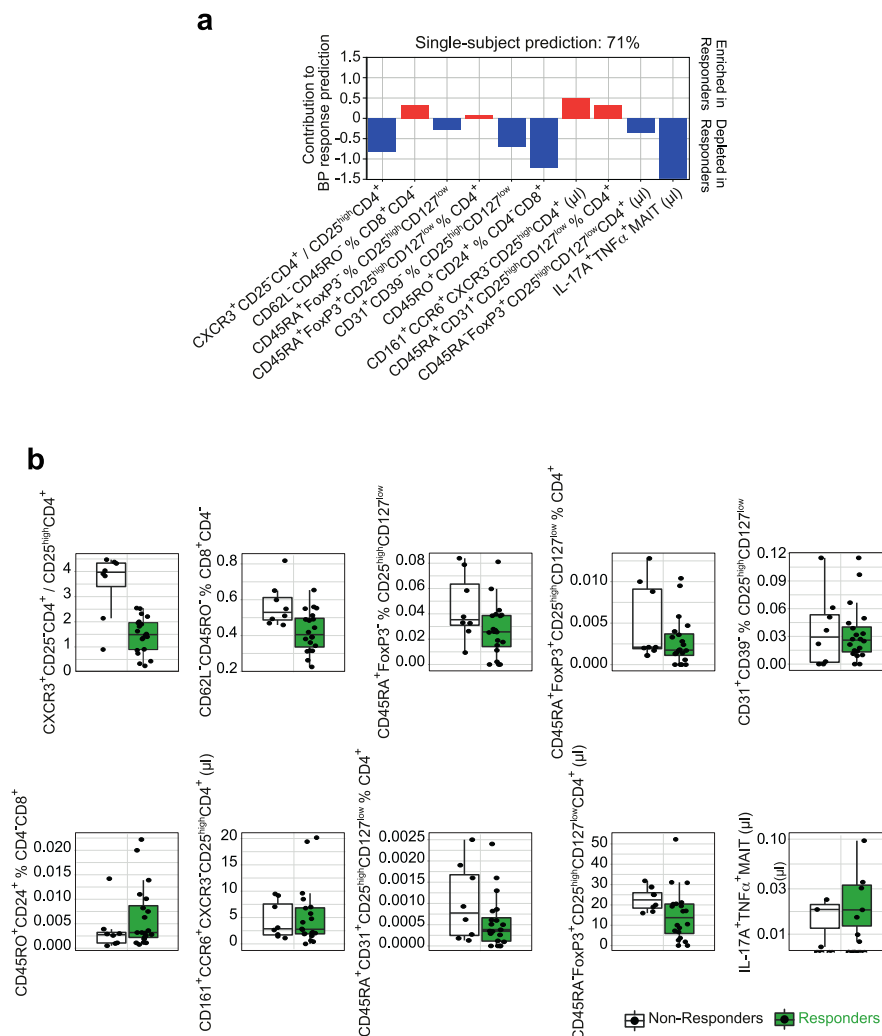 a
Single-subject prediction: 71%
Contribution to
BP response prediction
1.5
1.0
0.5
0
-0.5
-1.0
-1.5
Enriched in
Responders
Depleted in
Responders
CXCR3⁺CD25⁻CD4⁺ / CD25ʰⁱᵍʰCD4⁺
CD62L⁻CD45RO⁻ % CD8⁺CD4⁻
CD45RA⁺FoxP3⁻ % CD25ʰⁱᵍʰCD127ˡᵒʷ
CD45RA⁺FoxP3⁺CD25ʰⁱᵍʰCD127ˡᵒʷ % CD4⁺
CD31⁺CD39⁻ % CD25ʰⁱᵍʰCD127ˡᵒʷ
CD45RO⁺CD24⁺ % CD4⁻CD8⁺
CD161⁺CCR6⁺CXCR3⁻CD25ʰⁱᵍʰCD4⁺ (µl)
CD45RA⁺CD31⁺CD25ʰⁱᵍʰCD127ˡᵒʷ % CD4⁺
CD45RA⁻FoxP3⁺CD25ʰⁱᵍʰCD127ˡᵒʷCD4⁺ (µl)
IL-17A⁺TNFα⁺MAIT (µl)
b
CXCR3⁺CD25⁻CD4⁺ / CD25ʰⁱᵍʰCD4⁺
4
3
2
1
0
CD62L⁻CD45RO⁻ % CD8⁺CD4⁻
0.8
0.6
0.4
0.2
CD45RA⁺FoxP3⁻ % CD25ʰⁱᵍʰCD127ˡᵒʷ
0.08
0.06
0.04
0.02
0.00
CD45RA⁺FoxP3⁺CD25ʰⁱᵍʰCD127ˡᵒʷ % CD4⁺
0.010
0.005
0.000
CD31⁺CD39⁻ % CD25ʰⁱᵍʰCD127ˡᵒʷ
0.12
0.09
0.06
0.03
0.00
CD45RO⁺CD24⁺ % CD4⁻CD8⁺
0.020
0.015
0.010
0.005
0.000
CD161⁺CCR6⁺CXCR3⁻CD25ʰⁱᵍʰCD4⁺ (µl)
20
15
10
5
0
CD45RA⁺CD31⁺CD25ʰⁱᵍʰCD127ˡᵒʷ % CD4⁺
0.0025
0.0020
0.0015
0.0010
0.0005
0.0000
CD45RA⁻FoxP3⁺CD25ʰⁱᵍʰCD127ˡᵒʷCD4⁺ (µl)
50
40
30
20
10
0
IL-17A⁺TNFα⁺MAIT (µl)
(µl)
0.10
0.03
0.01
Non-Responders
Responders